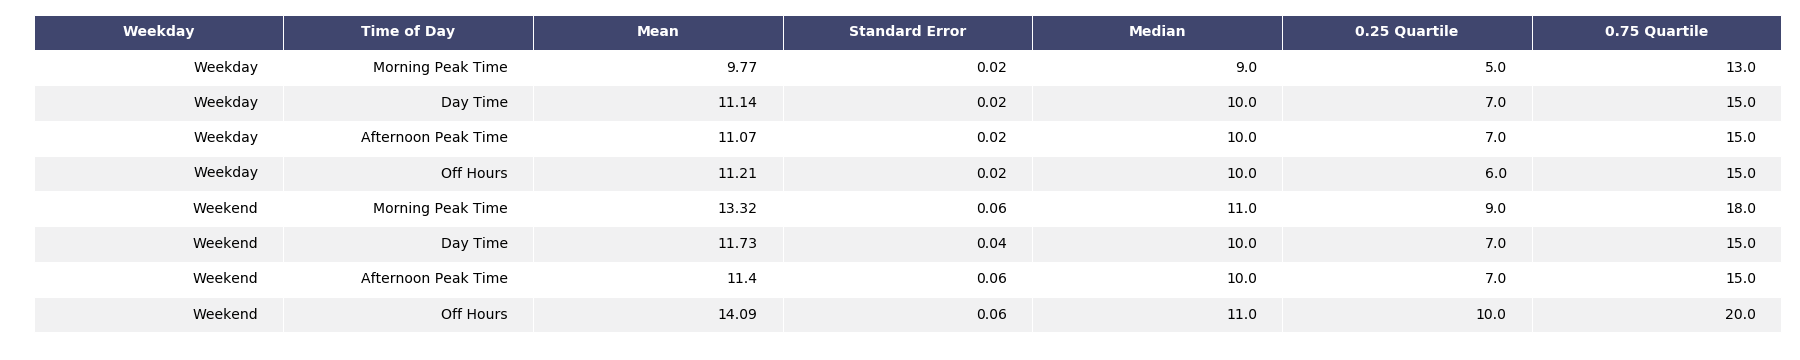 Weekday Time of Day Mean Standard Error Median 0.25 Quartile 0.75 Quartile
Weekday Morning Peak Time 9.77 0.02 9.0 5.0 13.0
Weekday Day Time 11.14 0.02 10.0 7.0 15.0
Weekday Afternoon Peak Time 11.07 0.02 10.0 7.0 15.0
Weekday Off Hours 11.21 0.02 10.0 6.0 15.0
Weekend Morning Peak Time 13.32 0.06 11.0 9.0 18.0
Weekend Day Time 11.73 0.04 10.0 7.0 15.0
Weekend Afternoon Peak Time 11.4 0.06 10.0 7.0 15.0
Weekend Off Hours 14.09 0.06 11.0 10.0 20.0